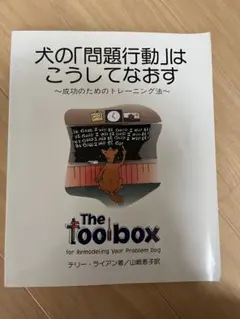 犬の「問題行動」は
こうしてなおす
〜成功のためのトレーニング法〜
The
toolbox
for Remodeling Your Problem Dog
テリー・ライアン著/山崎恵子訳